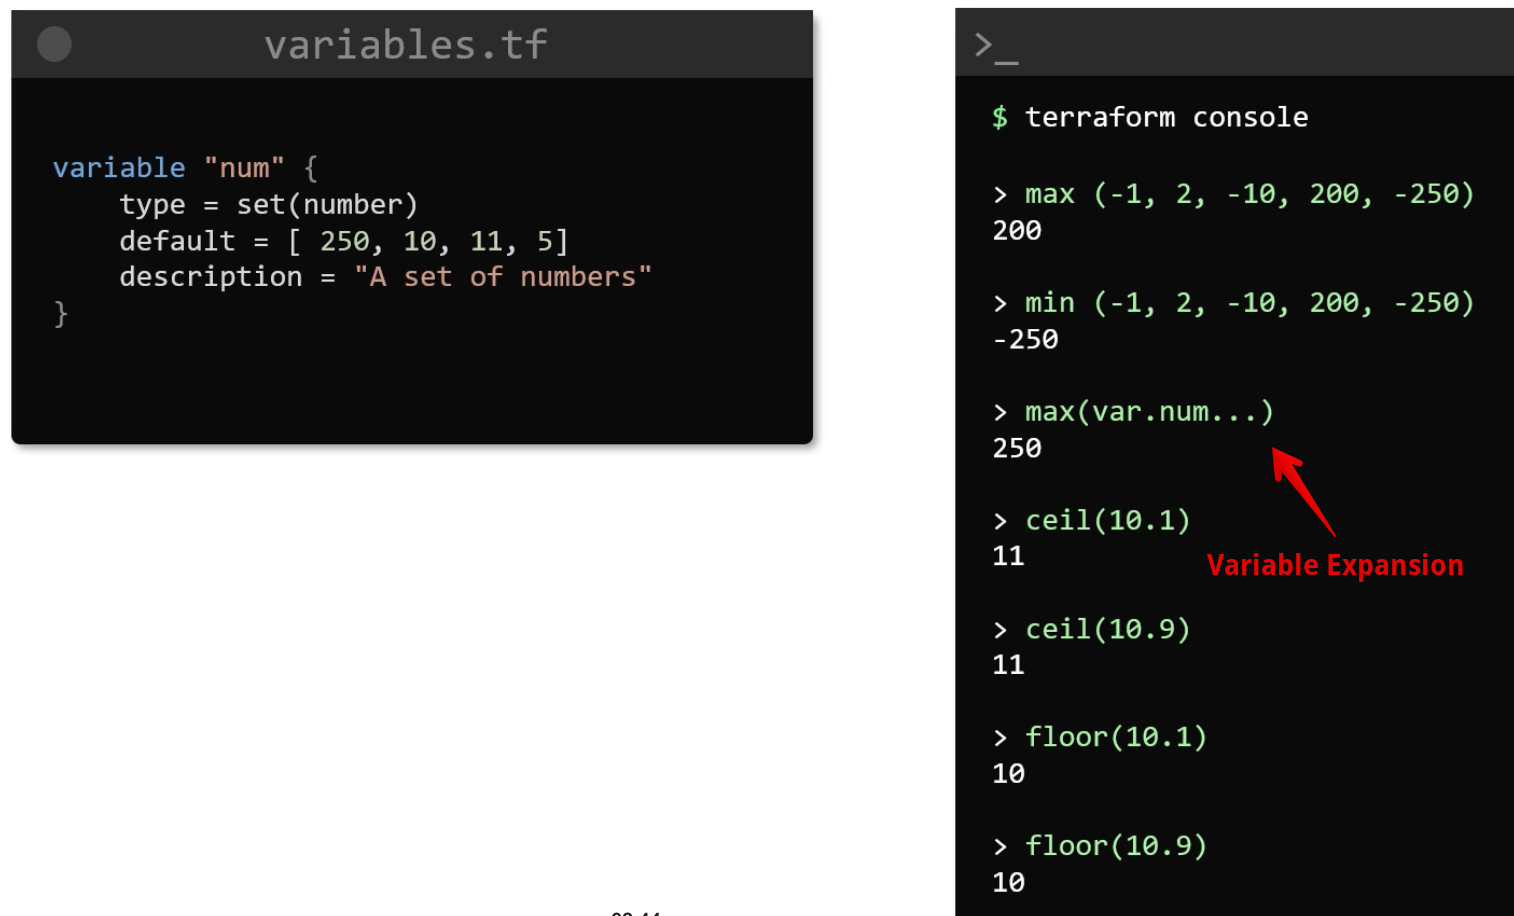 variables.tf
variable "num" {
    type = set(number)
    default = [ 250, 10, 11, 5]
    description = "A set of numbers"
}
>_
$ terraform console
> max (-1, 2, -10, 200, -250)
200
> min (-1, 2, -10, 200, -250)
-250
> max(var.num...)
250
> ceil(10.1)
11
Variable Expansion
> ceil(10.9)
11
> floor(10.1)
10
> floor(10.9)
10